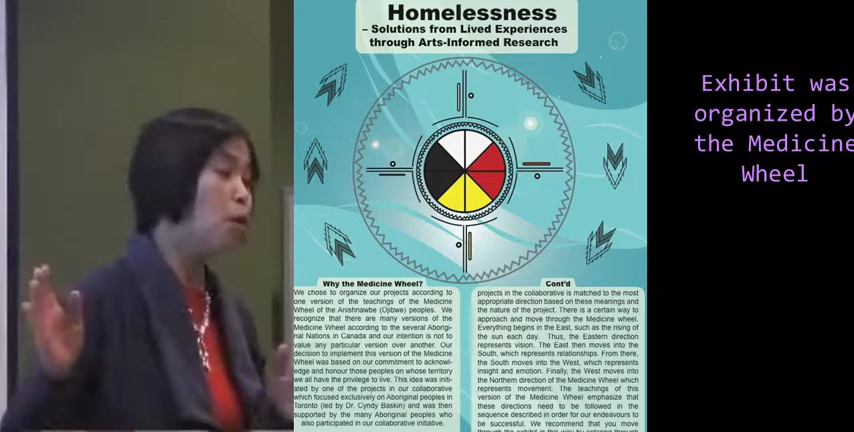 Homelessness
– Solutions from Lived Experiences
through Arts-Informed Research
Why the Medicine Wheel?
We chose to organize our projects according to
one version of the teachings of the Medicine
Wheel of the Anishnawbe (Ojibwe) peoples. We
recognize that there are many versions of the
Medicine Wheel according to the several Aborigi-
nal Nations in Canada and our intention is not to
value any particular version over another. Our
decision to implement this version of the Medicine
Wheel was based on our commitment to acknowl-
edge and honour those peoples on whose territory
we all have the privilege to live. This idea was initi-
ated by one of the projects in our collaborative
which focused exclusively on Aboriginal peoples in
Toronto (led by Dr. Cyndy Baskin) and was then
supported by the many Aboriginal peoples who
also participated in our collaborative initiative.
Cont'd
projects in the collaborative is matched to the most
appropriate direction based on these meanings and
the nature of the project. There is a certain way to
approach and move through the Medicine wheel.
Everything begins in the East, such as the rising of
the sun each day. Thus, the Eastern direction
represents vision. The East then moves into the
South, which represents relationships. From there,
the South moves into the West, which represents
insight and emotion. Finally, the West moves into
the Northern direction of the Medicine Wheel which
represents movement. The teachings of this
version of the Medicine Wheel emphasize that
these directions need to be followed in the
sequence described in order for our endeavours to
be successful. We recommend that you move
through the exhibit in this way by entering through
Exhibit was
organized by
the Medicine
Wheel